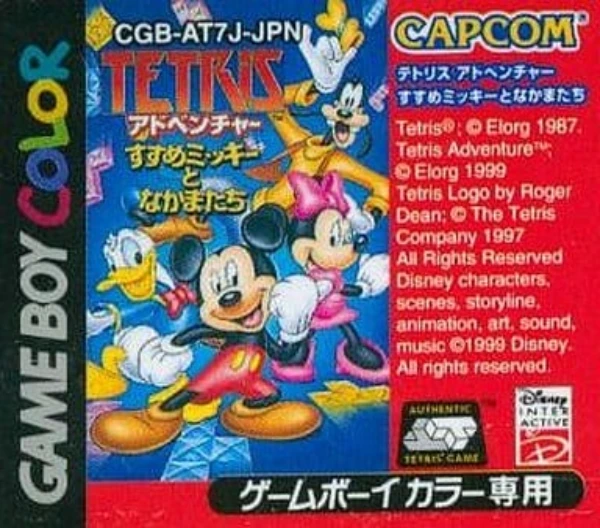 GAME BOY COLOR
CGB-AT7J-JPN
TETRIS
アドベンチャー
すすめミッキー
と
なかまたち
CAPCOM®
テトリス アドベンチャー
すすめミッキーとなかまたち
Tetris®; © Elorg 1987.
Tetris Adventure™;
© Elorg 1999
Tetris Logo by Roger
Dean; © The Tetris
Company 1997
All Rights Reserved
Disney characters,
scenes, storyline,
animation, art, sound,
music ©1999 Disney.
All rights reserved.
AUTHENTIC
TETRIS GAME
™
Disney
INTER
ACTIVE
ゲームボーイ カラー専用